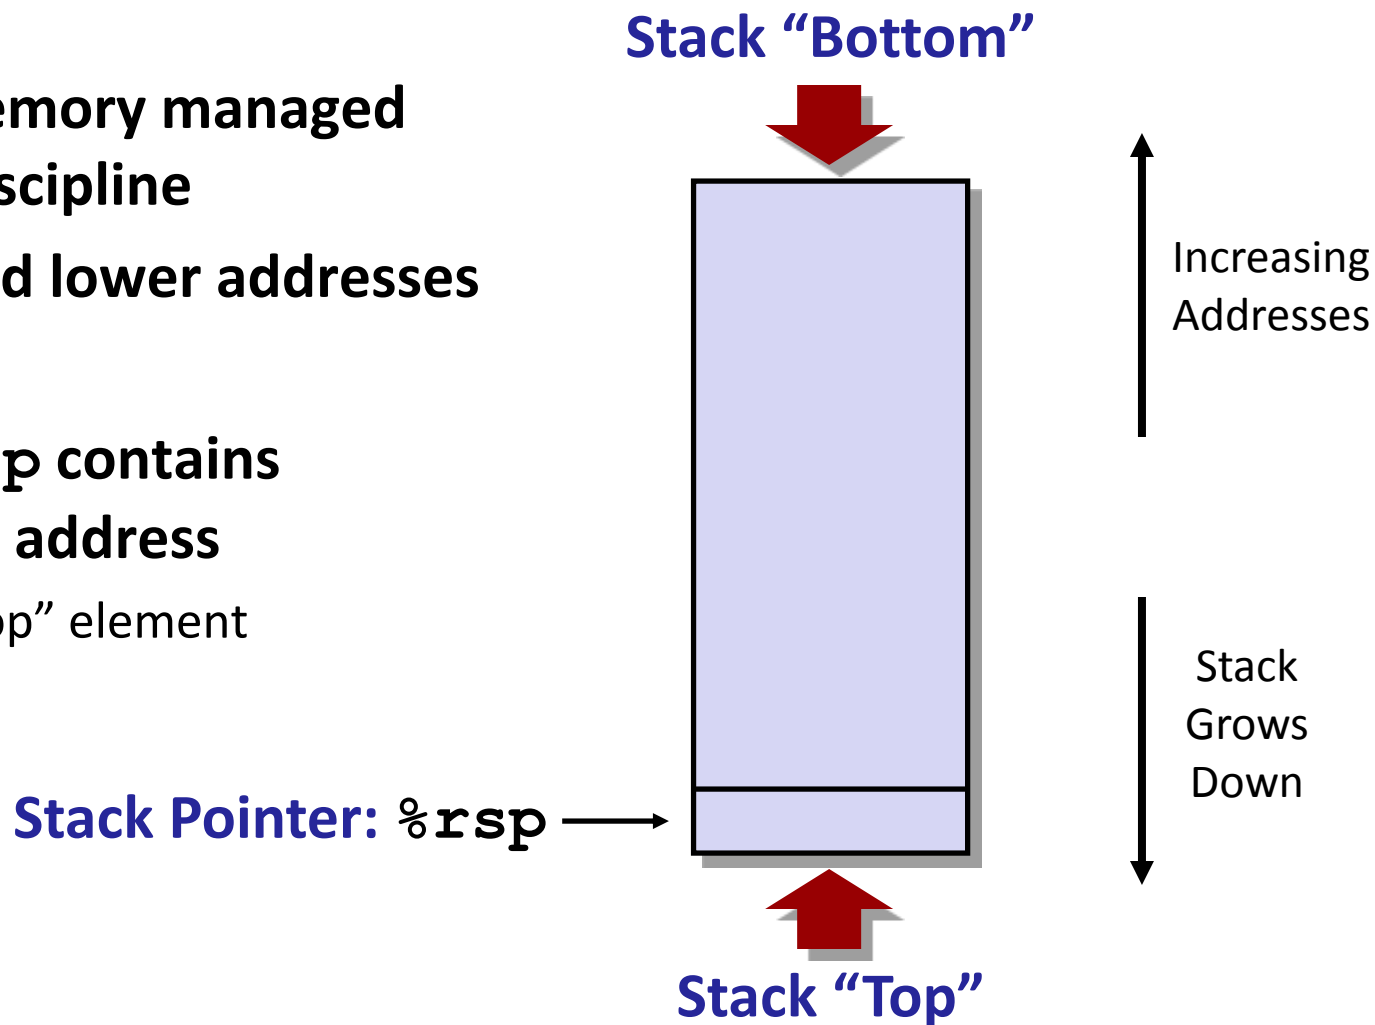 Stack “Bottom”
emory managed
scipline
d lower addresses
Increasing
Addresses
p contains
address
op” element
Stack
Grows
Down
Stack Pointer: %rsp
Stack “Top”